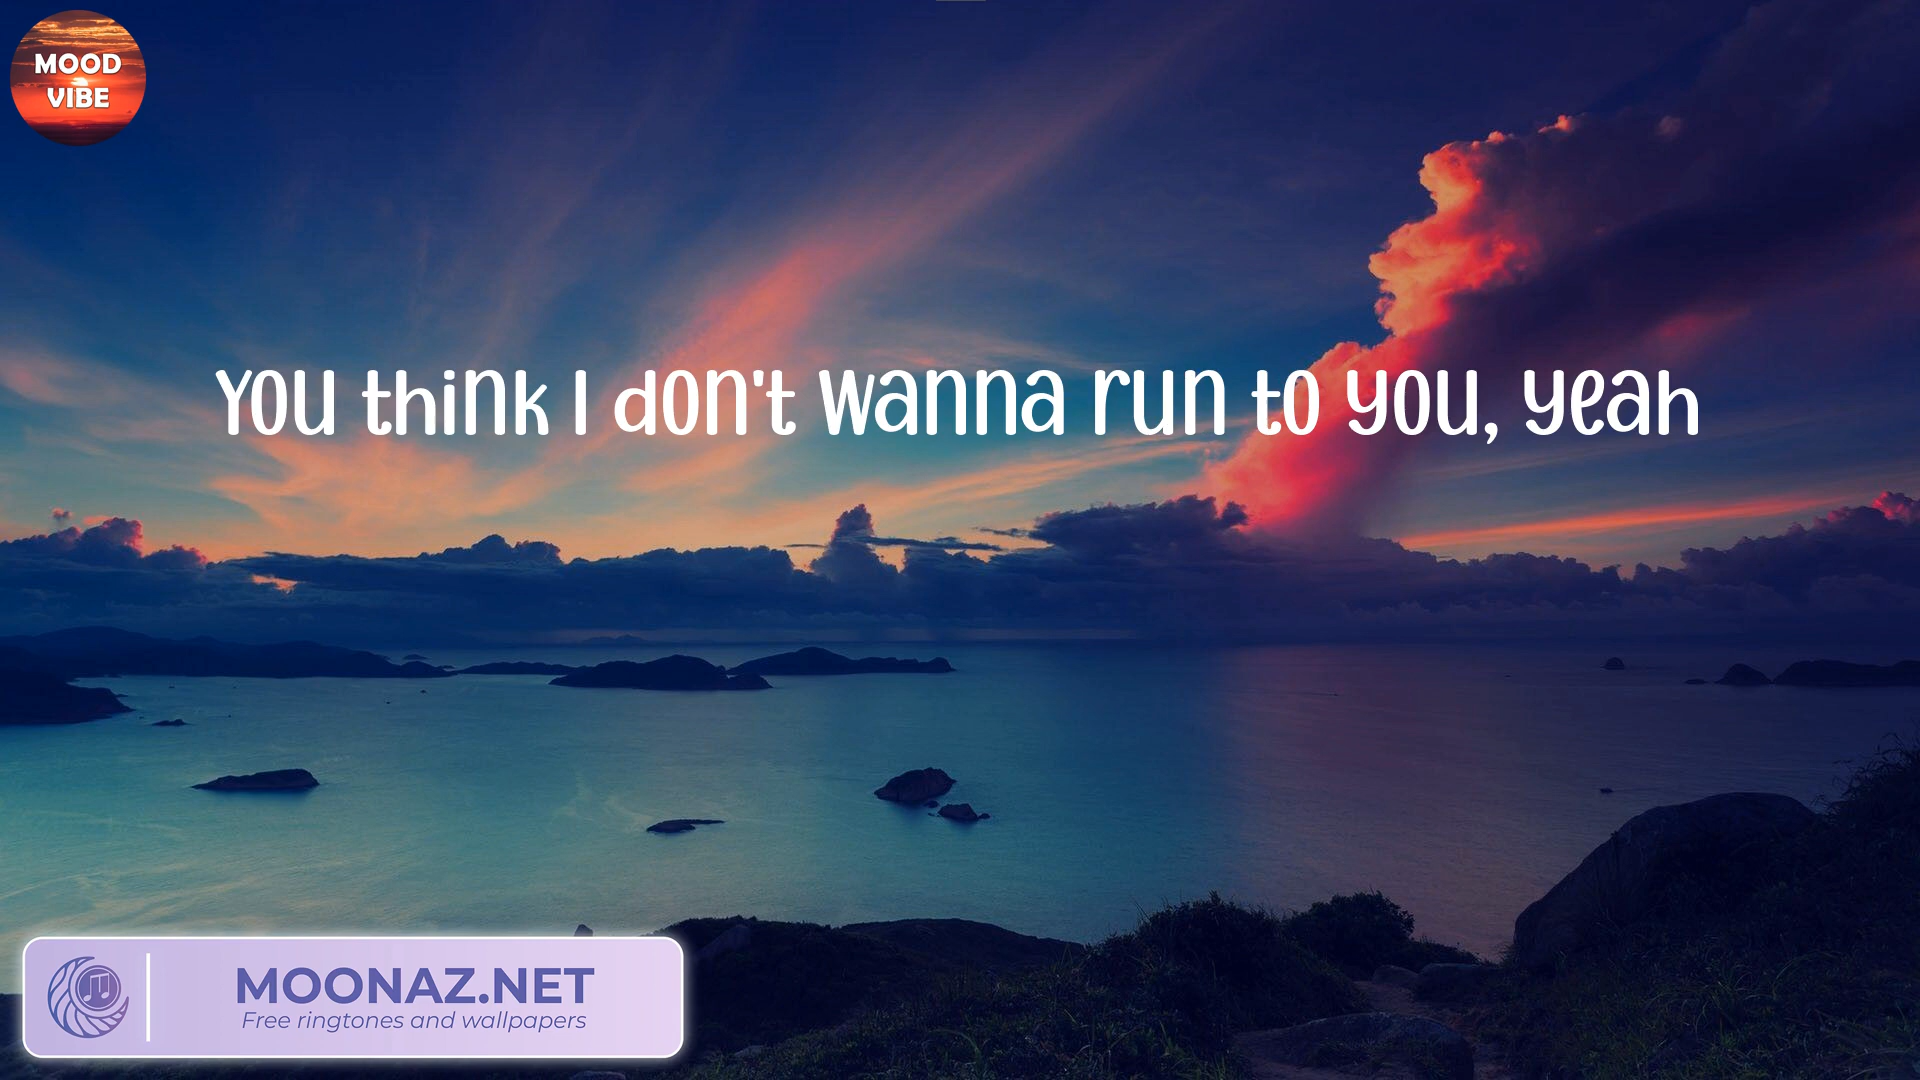 MOOD
VIBE
You think I don't wanna run to you, yeah
MOONAZ.NET
Free ringtones and wallpapers